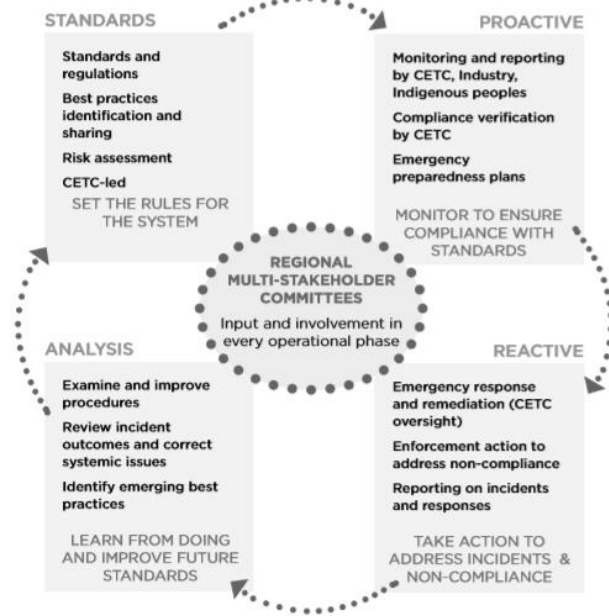 STANDARDS
Standards and
regulations
Best practices
identification and
sharing
Risk assessment
CETC-led
SET THE RULES FOR
THE SYSTEM
PROACTIVE
Monitoring and reporting
by CETC, Industry,
Indigenous peoples
Compliance verification
by CETC
Emergency
preparedness plans
MONITOR TO ENSURE
COMPLIANCE WITH
STANDARDS
REGIONAL
MULTI-STAKEHOLDER
COMMITTEES
Input and involvement in
every operational phase
ANALYSIS
Examine and improve
procedures
Review incident
outcomes and correct
systemic issues
Identify emerging best
practices
LEARN FROM DOING
AND IMPROVE FUTURE
STANDARDS
REACTIVE
Emergency response
and remediation (CETC
oversight)
Enforcement action to
address non-compliance
Reporting on incidents
and responses
TAKE ACTION TO
ADDRESS INCIDENTS &
NON-COMPLIANCE